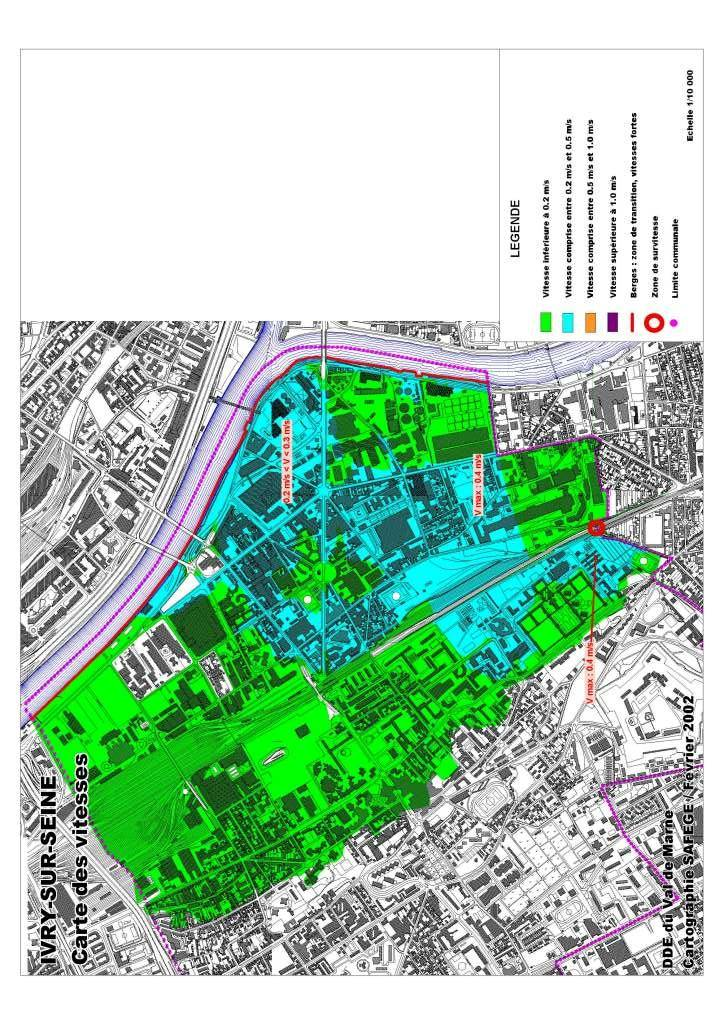 IVRY-SUR-SEINE
Carte des vitesses
0.2 m/s < V < 0.3 m/s
V max : 0.4 m/s
V max : 0.4 m/s
DDE du Val de Marne
Cartographie SAFEGE / Février 2002
LEGENDE
Vitesse inférieure à 0.2 m/s
Vitesse comprise entre 0.2 m/s et 0.5 m/s
Vitesse comprise entre 0.5 m/s et 1.0 m/s
Vitesse supérieure à 1.0 m/s
Berges : zone de transition, vitesses fortes
Zone de survitesse
Limite communale
Echelle 1/10 000